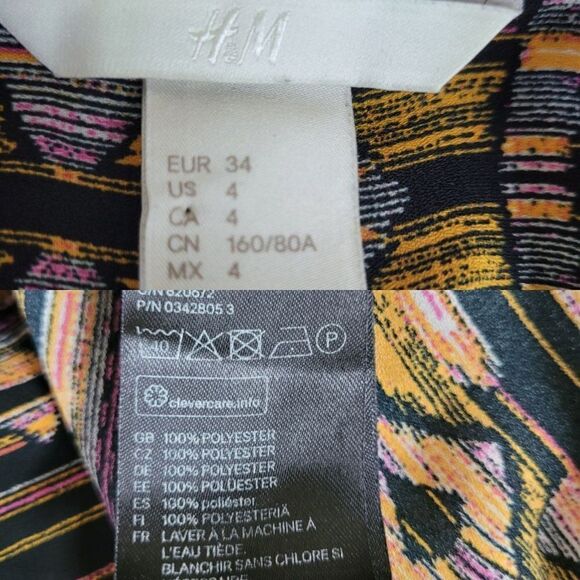 H&M
EUR 34
US 4
CA 4
CN 160/80A
MX 4
P/N 0342805 3
40
P
clevercare.info
GB 100% POLYESTER
CZ 100% POLYESTER
DE 100% POLYESTER
EE 100% POLÜESTER
ES 100% poliéster
FI 100% POLYESTERIÄ
FR LAVER À LA MACHINE À
L'EAU TIÈDE.
BLANCHIR SANS CHLORE SI